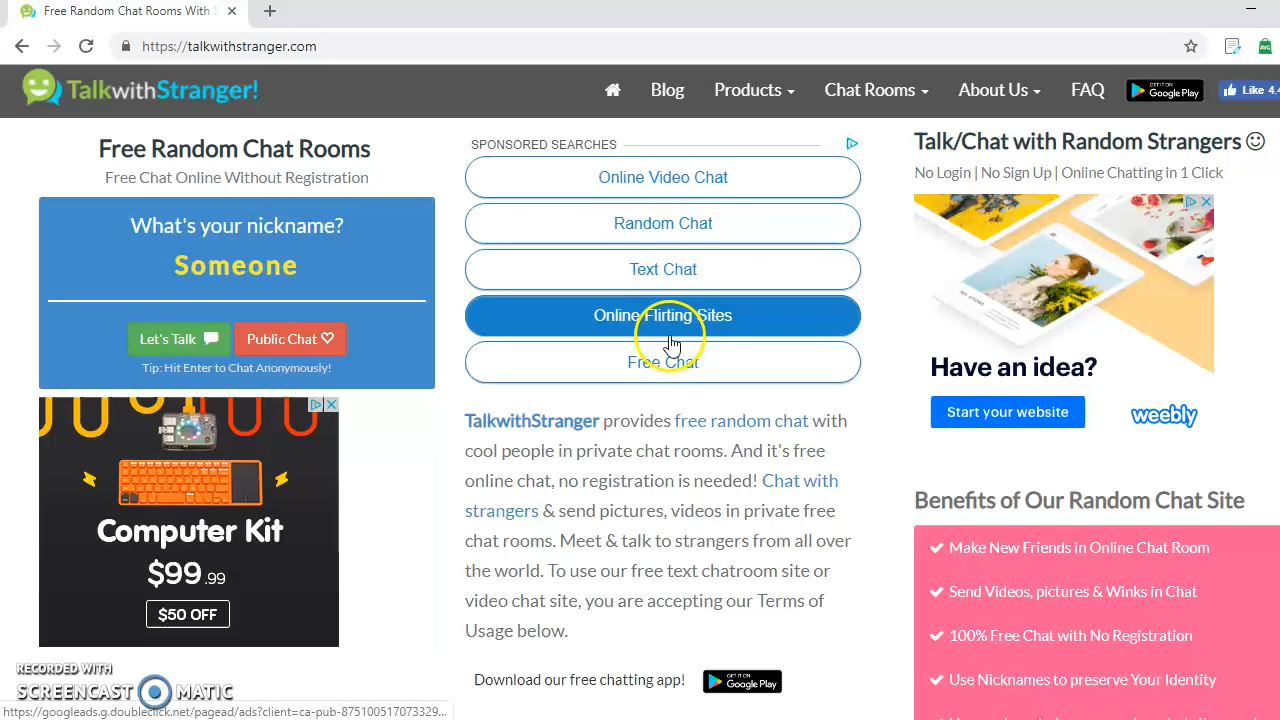 Free Random Chat Rooms With S
https://talkwithstranger.com
TalkwithStranger!
Blog
Products
Chat Rooms
About Us
FAQ
GET IT ON
Google Play
Like 4.
Free Random Chat Rooms
Free Chat Online Without Registration
What's your nickname?
Someone
Let's Talk
Public Chat
Tip: Hit Enter to Chat Anonymously!
Computer Kit
$99.99
$50 OFF
RECORDED WITH
SCREENCAST MATIC
https://googleads.g.doubleclick.net/pagead/ads?client=ca-pub-875100517073329...
SPONSORED SEARCHES
Online Video Chat
Random Chat
Text Chat
Online Flirting Sites
Free Chat
TalkwithStranger provides free random chat with
cool people in private chat rooms. And it's free
online chat, no registration is needed! Chat with
strangers & send pictures, videos in private free
chat rooms. Meet & talk to strangers from all over
the world. To use our free text chatroom site or
video chat site, you are accepting our Terms of
Usage below.
Download our free chatting app!
GET IT ON
Google Play
Talk/Chat with Random Strangers
No Login | No Sign Up | Online Chatting in 1 Click
Have an idea?
Start your website
weebly
Benefits of Our Random Chat Site
Make New Friends in Online Chat Room
Send Videos, pictures & Winks in Chat
100% Free Chat with No Registration
Use Nicknames to preserve Your Identity